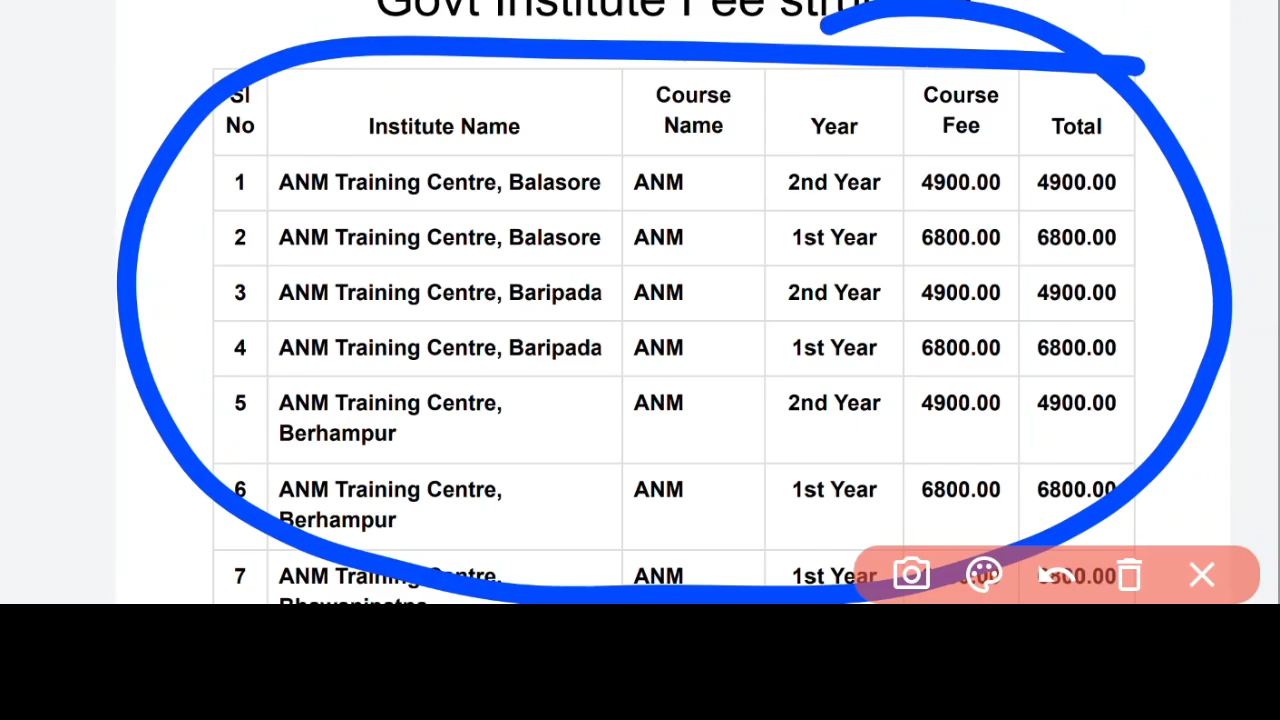 Govt Institute Fee
Sl No | Institute Name | Course Name | Year | Course Fee | Total
1 | ANM Training Centre, Balasore | ANM | 2nd Year | 4900.00 | 4900.00
2 | ANM Training Centre, Balasore | ANM | 1st Year | 6800.00 | 6800.00
3 | ANM Training Centre, Baripada | ANM | 2nd Year | 4900.00 | 4900.00
4 | ANM Training Centre, Baripada | ANM | 1st Year | 6800.00 | 6800.00
5 | ANM Training Centre, Berhampur | ANM | 2nd Year | 4900.00 | 4900.00
6 | ANM Training Centre, Berhampur | ANM | 1st Year | 6800.00 | 6800.00
7 | ANM Training Centre, | ANM | 1st Year